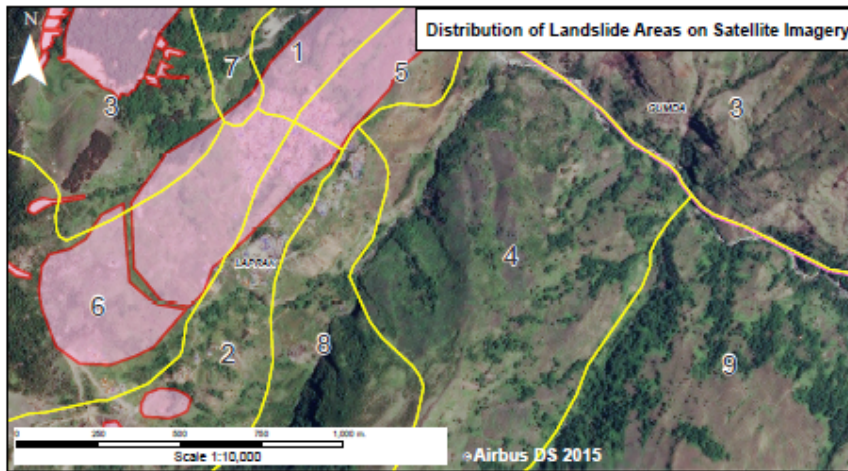 Distribution of Landslide Areas on Satellite Imagery
N
1
7
5
3
GUMDA
3
4
LAPRAK
6
2
8
9
0 250 500 750 1,000 m.
Scale 1:10,000
©Airbus DS 2015